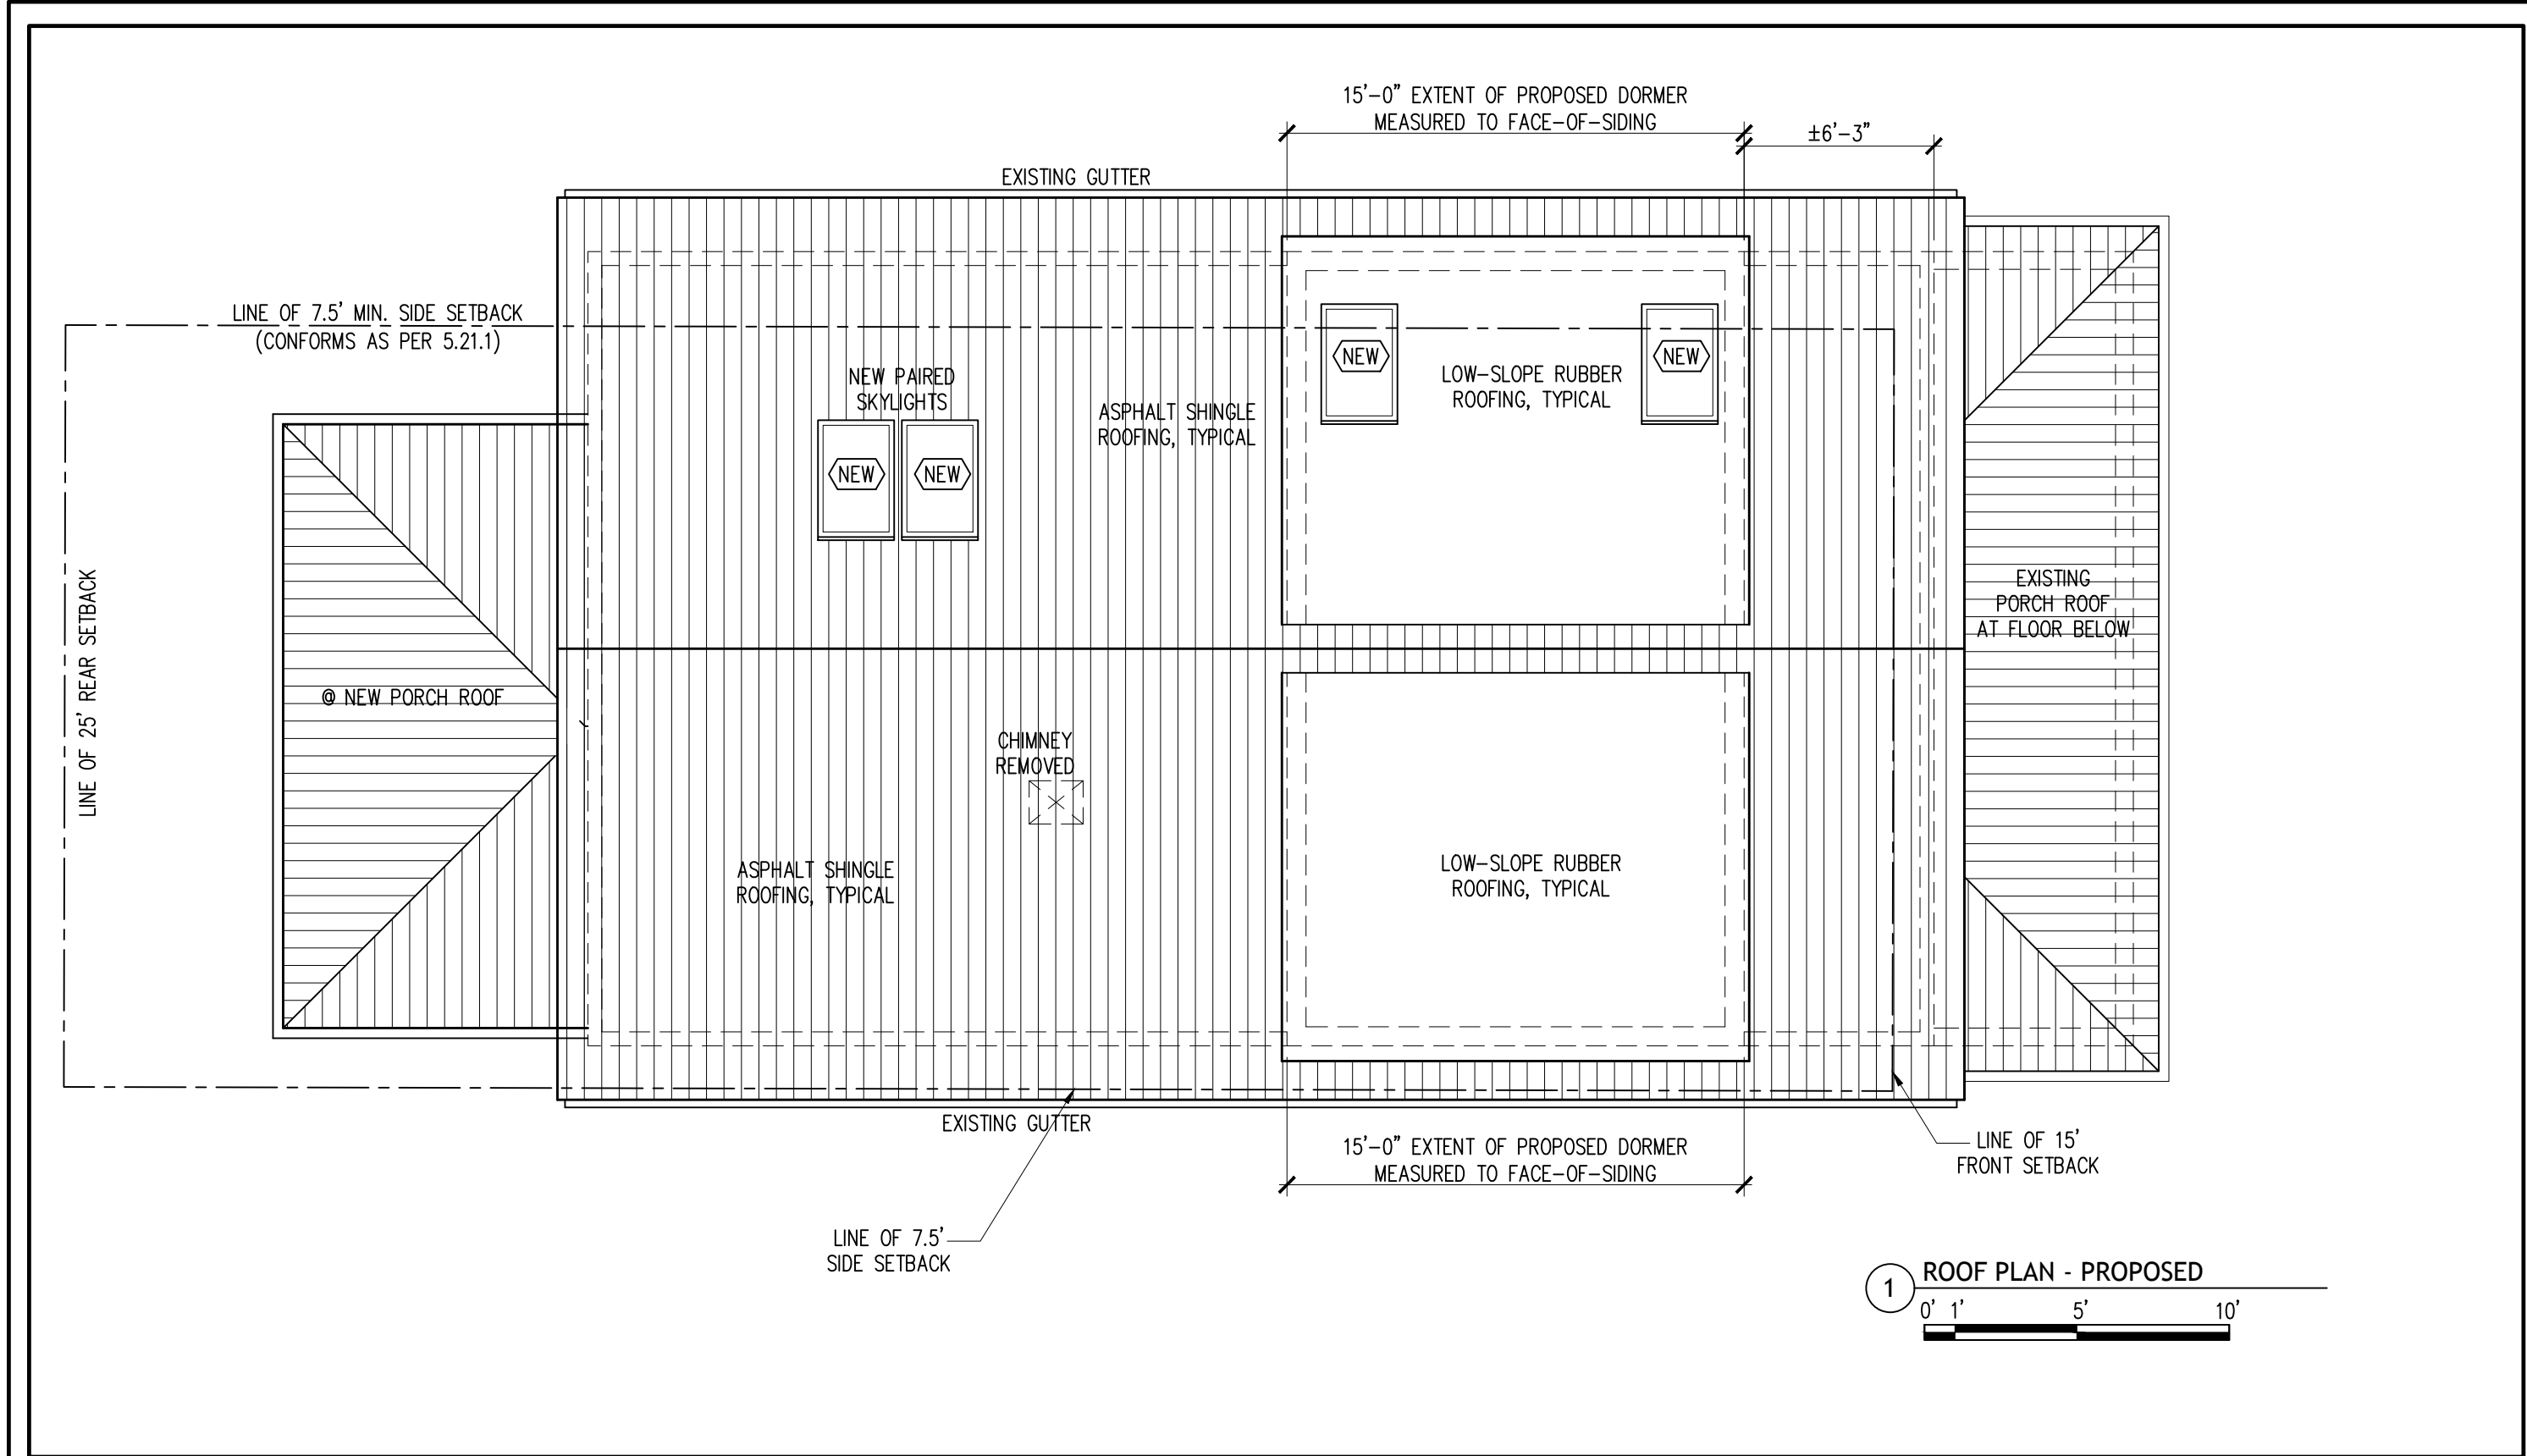 15'-0" EXTENT OF PROPOSED DORMER
MEASURED TO FACE-OF-SIDING
±6'-3"
EXISTING GUTTER
LINE OF 7.5' MIN. SIDE SETBACK
(CONFORMS AS PER 5.21.1)
NEW PAIRED
SKYLIGHTS
NEW
NEW
ASPHALT SHINGLE
ROOFING, TYPICAL
NEW
NEW
LOW-SLOPE RUBBER
ROOFING, TYPICAL
LINE OF 25' REAR SETBACK
@ NEW PORCH ROOF
EXISTING
PORCH ROOF
AT FLOOR BELOW
CHIMNEY
REMOVED
ASPHALT SHINGLE
ROOFING, TYPICAL
LOW-SLOPE RUBBER
ROOFING, TYPICAL
EXISTING GUTTER
15'-0" EXTENT OF PROPOSED DORMER
MEASURED TO FACE-OF-SIDING
LINE OF 15'
FRONT SETBACK
LINE OF 7.5'
SIDE SETBACK
1 ROOF PLAN - PROPOSED
0' 1' 5' 10'